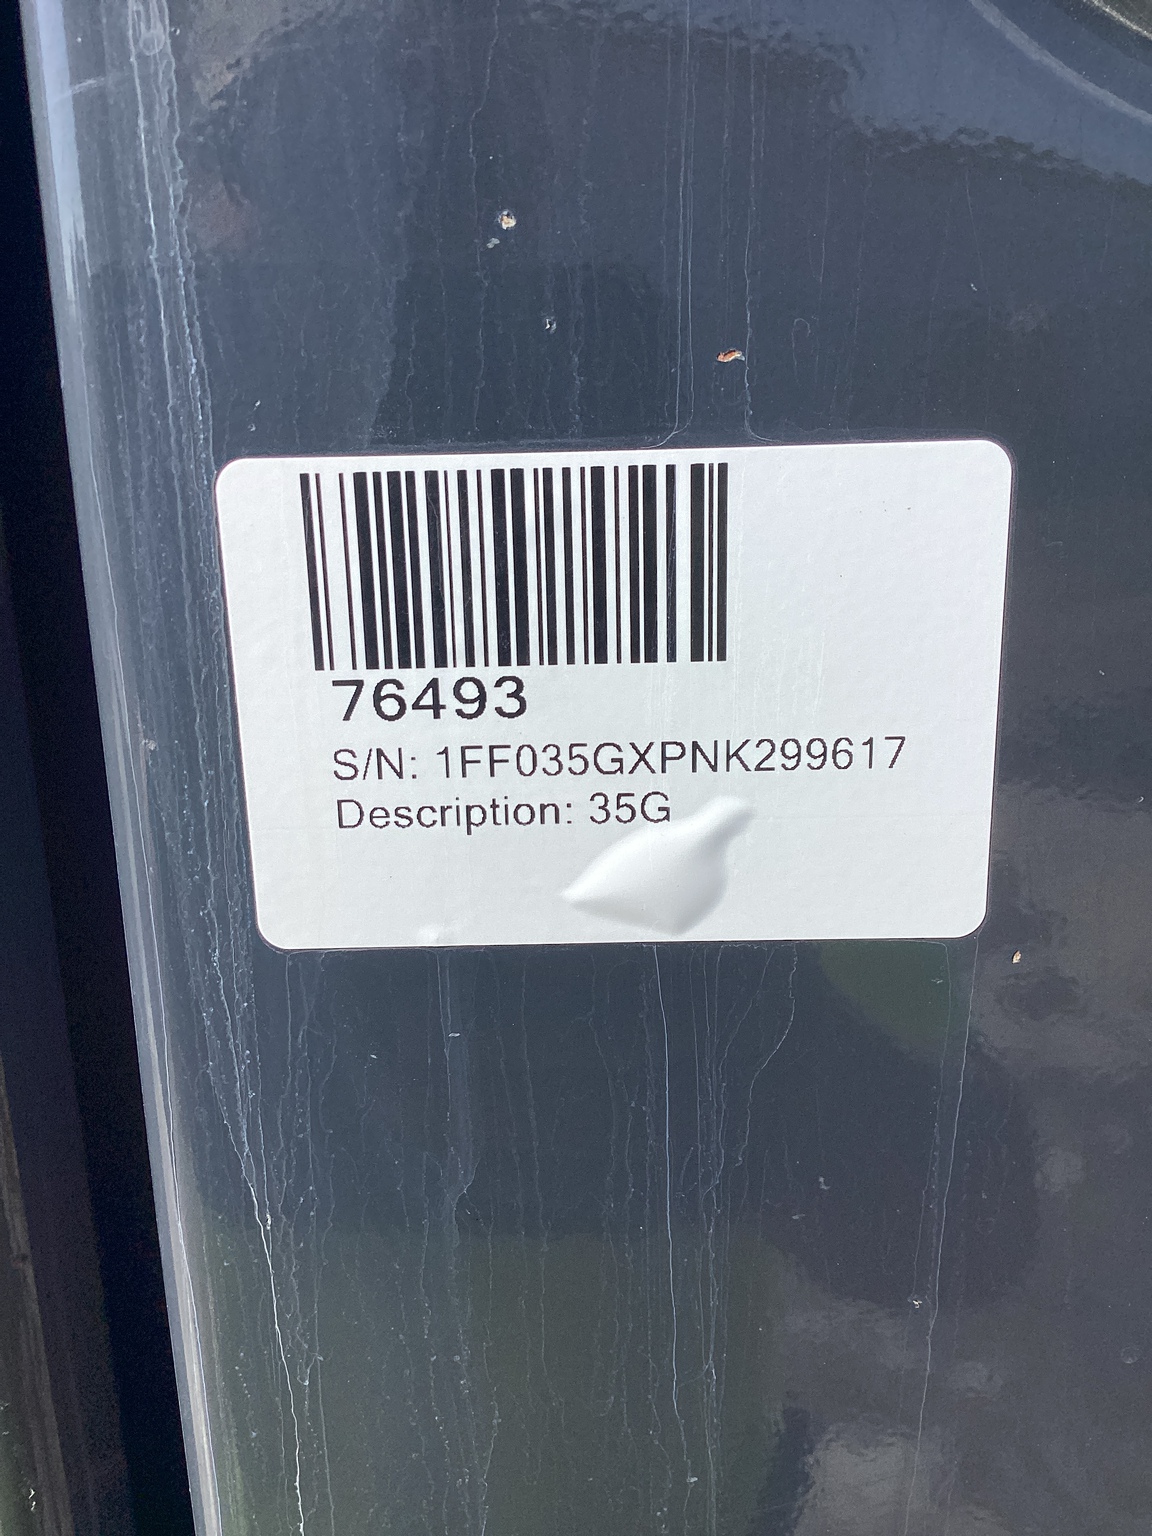 76493
S/N: 1FF035GXPNK299617
Description: 35G